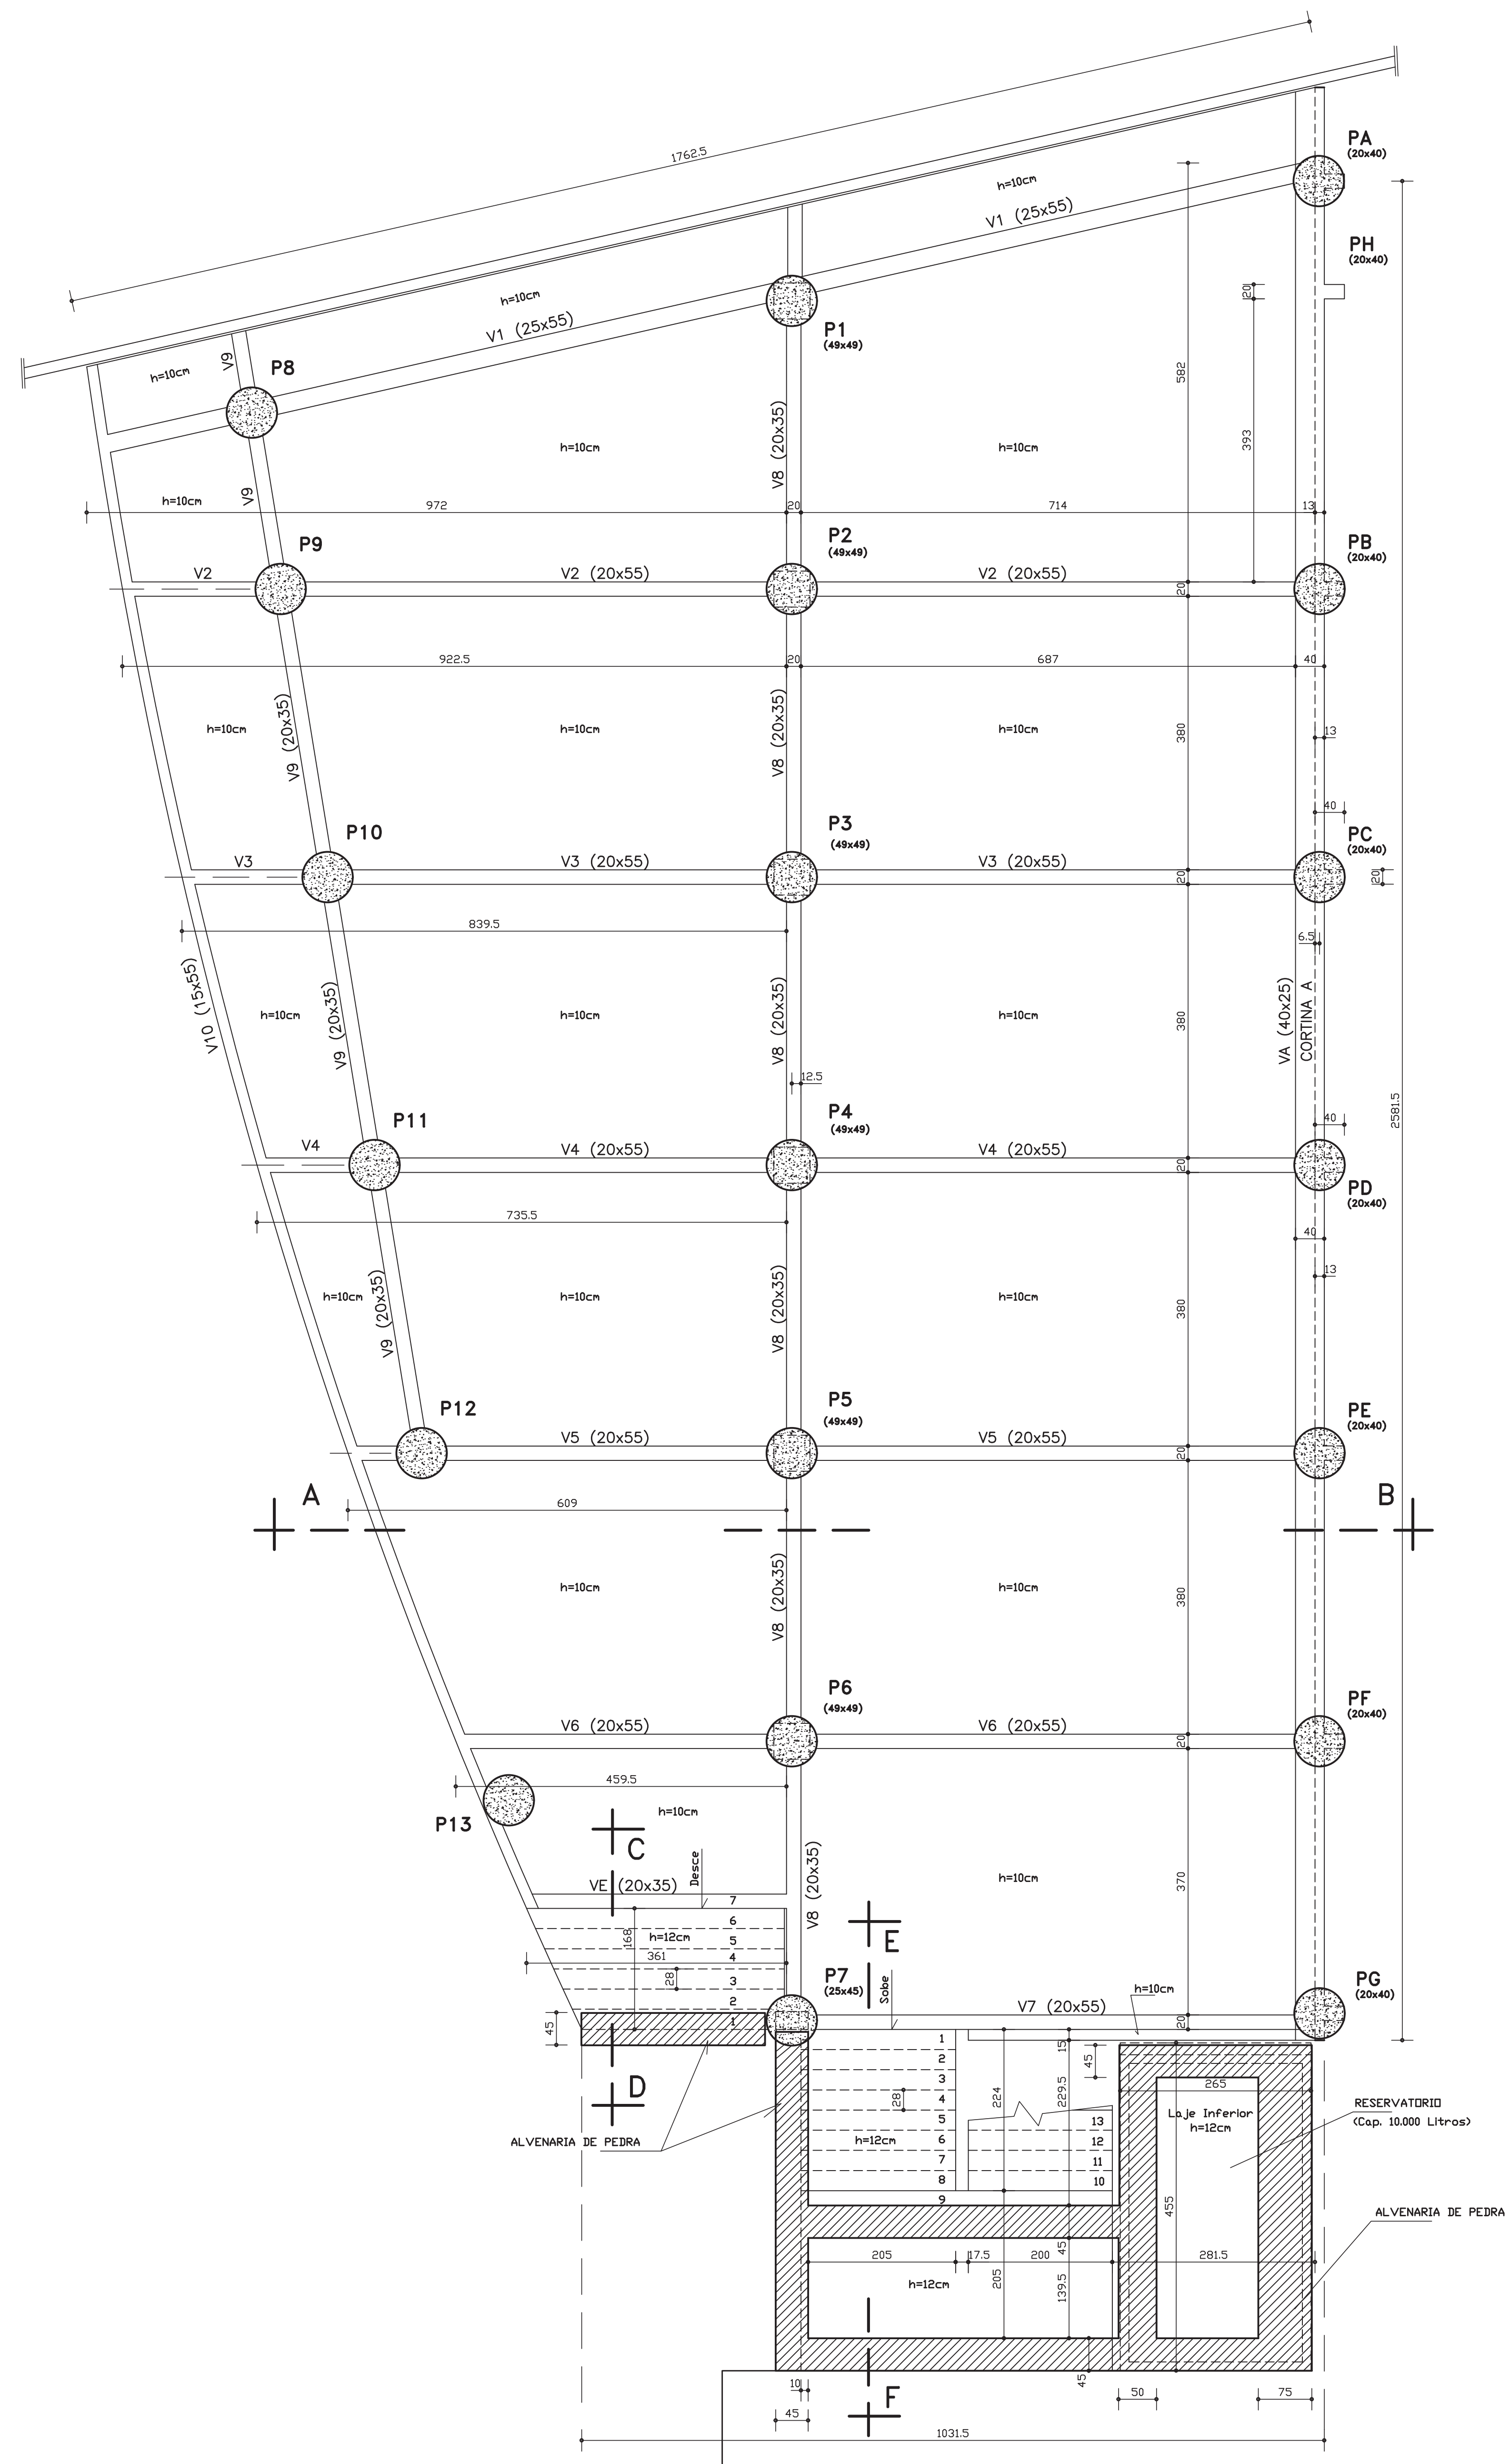 1762.5
PA
(20x40)
h=10cm
V1 (25x55)
PH
(20x40)
h=10cm
V1 (25x55)
P1
(49x49)
20
V9
h=10cm
P8
582
393
V8 (20x35)
h=10cm
h=10cm
V9
h=10cm
972
20
714
13
P9
P2
(49x49)
PB
(20x40)
V2
V2 (20x55)
V2 (20x55)
20
922.5
20
687
40
V9 (20x35)
h=10cm
h=10cm
V8 (20x35)
h=10cm
380
13
40
P10
P3
(49x49)
PC
(20x40)
V3
V3 (20x55)
V3 (20x55)
20
20
839.5
6.5
V10 (15x55)
h=10cm
V9 (20x35)
h=10cm
V8 (20x35)
h=10cm
380
VA (40x25)
CORTINA A
12.5
2581.5
P11
P4
(49x49)
40
V4
V4 (20x55)
V4 (20x55)
20
PD
(20x40)
735.5
40
13
h=10cm
V9 (20x35)
h=10cm
V8 (20x35)
h=10cm
380
P12
P5
(49x49)
PE
(20x40)
V5 (20x55)
V5 (20x55)
20
A
B
609
h=10cm
V8 (20x35)
h=10cm
380
P6
(49x49)
PF
(20x40)
V6 (20x55)
V6 (20x55)
20
459.5
P13
h=10cm
C
V8 (20x35)
h=10cm
370
Desce
VE (20x35)
7
6
5
4
3
2
1
168
h=12cm
361
28
45
E
P7
(25x45)
Sobe
V7 (20x55)
h=10cm
20
PG
(20x40)
D
ALVENARIA DE PEDRA
1
2
3
4
5
6
7
8
9
28
h=12cm
224
15
229.5
45
13
12
11
10
265
Laje Inferior
h=12cm
RESERVATORIO
(Cap. 10.000 Litros)
455
ALVENARIA DE PEDRA
205
17.5
200
281.5
45
h=12cm
205
139.5
45
10
45
F
50
75
1031.5